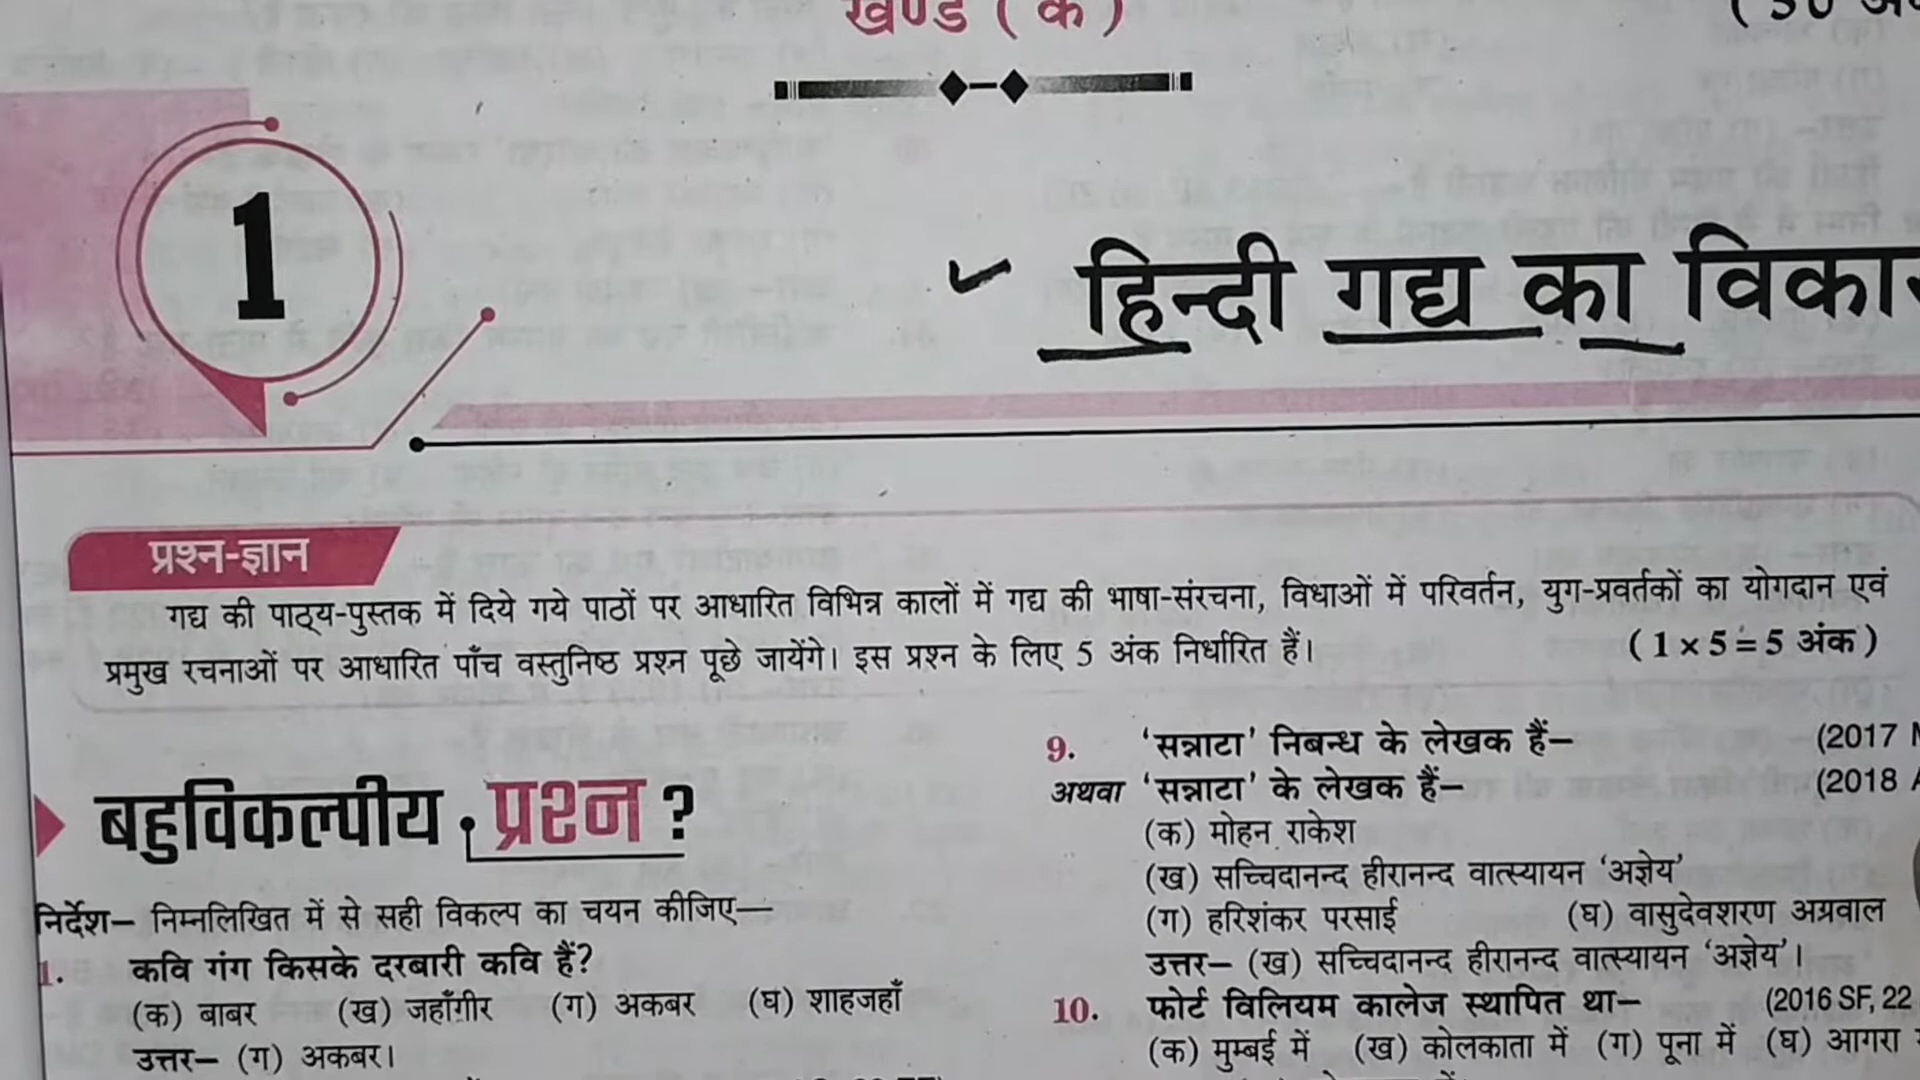 खण्ड ( क )
1
हिन्दी गद्य का
प्रश्न-ज्ञान
गद्य की पाठ्य-पुस्तक में दिये गये पाठों पर आधारित विभिन्न कालों में गद्य की भाषा-संरचना, विधाओं में परिवर्तन, युग-प्रवर्तकों का योगदान एवं
प्रमुख रचनाओं पर आधारित पाँच वस्तुनिष्ठ प्रश्न पूछे जायेंगे। इस प्रश्न के लिए 5 अंक निर्धारित हैं।
( 1 × 5 = 5 अंक )
बहुविकल्पीय प्रश्न ?
निर्देश– निम्नलिखित में से सही विकल्प का चयन कीजिए—
1. कवि गंग किसके दरबारी कवि हैं?
(क) बाबर (ख) जहाँगीर (ग) अकबर (घ) शाहजहाँ
उत्तर– (ग) अकबर।
9. ‘सन्नाटा’ निबन्ध के लेखक हैं– (2017
अथवा ‘सन्नाटा’ के लेखक हैं– (2018
(क) मोहन राकेश
(ख) सच्चिदानन्द हीरानन्द वात्स्यायन ‘अज्ञेय’
(ग) हरिशंकर परसाई (घ) वासुदेवशरण अग्रवाल
उत्तर– (ख) सच्चिदानन्द हीरानन्द वात्स्यायन ‘अज्ञेय’।
10. फोर्ट विलियम कालेज स्थापित था– (2016 SF, 22
(क) मुम्बई में (ख) कोलकाता में (ग) पूना में (घ) आगरा